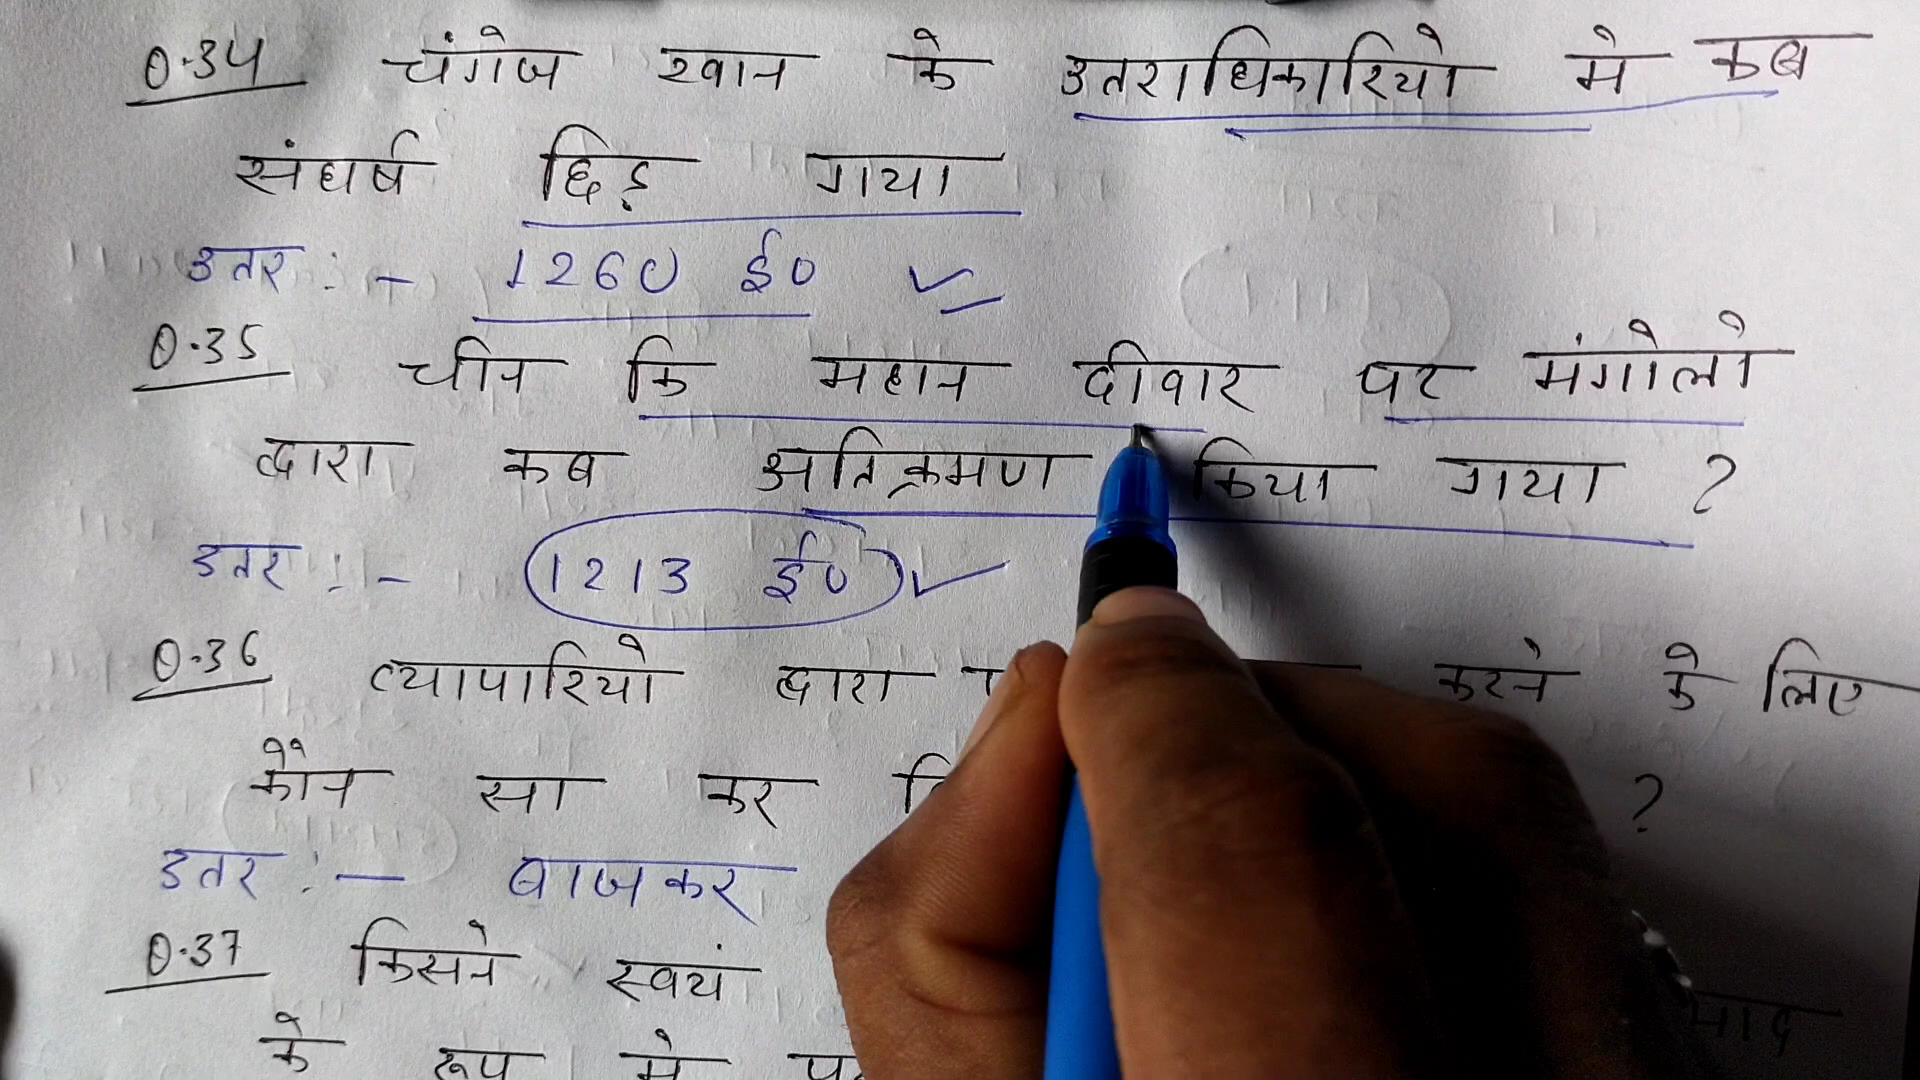 Q.34 चंगेज खान के उतराधिकारियो मे कब
संघर्ष छिड़ गया
उतर :- 1260 ई०
Q.35 चीन कि महान दीवार पर मंगोलो
द्वारा कब अतिक्रमण किया गया ?
उतर :- 1213 ई०
Q.36 व्यापारियो द्वारा करने के लिए
कौन सा कर ?
उतर :- बाजकर
Q.37 किसने स्वयं
के रूप मे